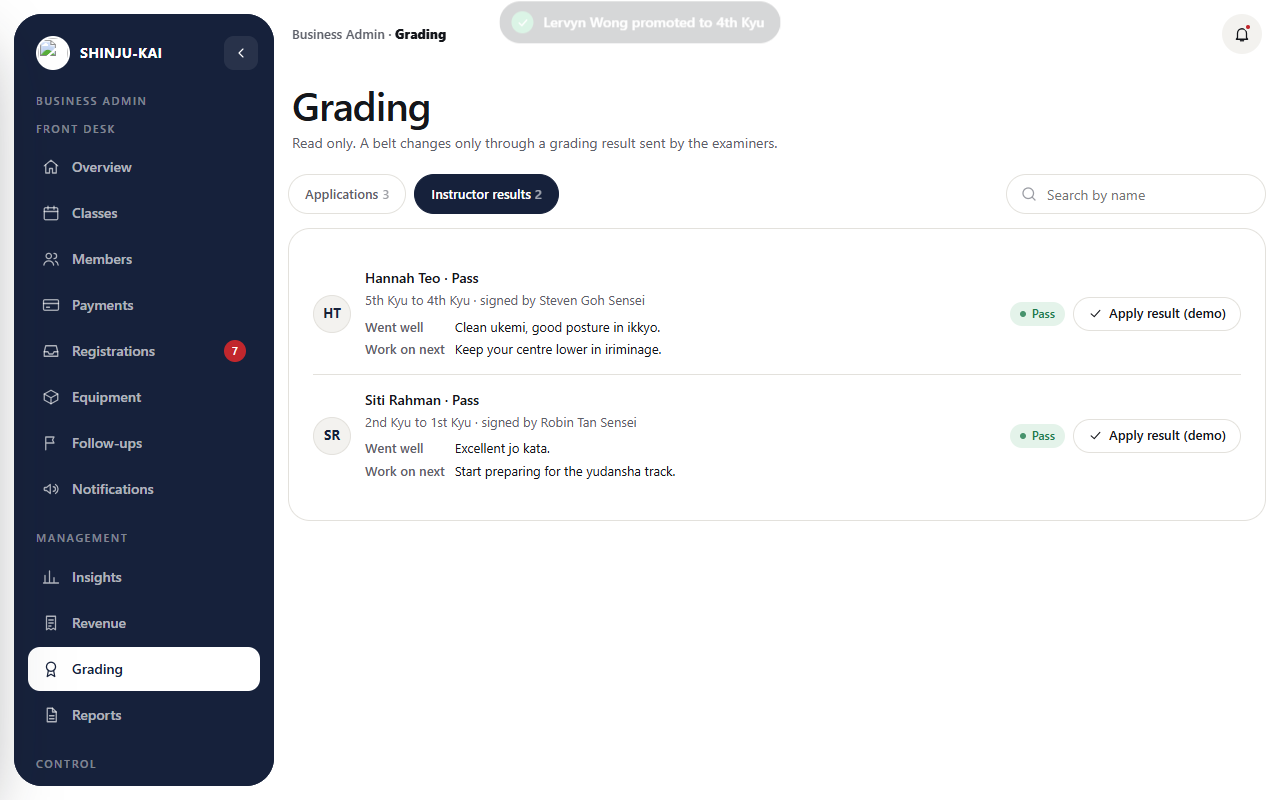 Lervyn Wong promoted to 4th Kyu
SHINJU-KAI
BUSINESS ADMIN
FRONT DESK
Overview
Classes
Members
Payments
Registrations 7
Equipment
Follow-ups
Notifications
MANAGEMENT
Insights
Revenue
Grading
Reports
CONTROL
Business Admin · Grading
Grading
Read only. A belt changes only through a grading result sent by the examiners.
Applications 3
Instructor results 2
Search by name
HT
Hannah Teo · Pass
5th Kyu to 4th Kyu · signed by Steven Goh Sensei
Went well Clean ukemi, good posture in ikkyo.
Work on next Keep your centre lower in iriminage.
Pass
Apply result (demo)
SR
Siti Rahman · Pass
2nd Kyu to 1st Kyu · signed by Robin Tan Sensei
Went well Excellent jo kata.
Work on next Start preparing for the yudansha track.
Pass
Apply result (demo)